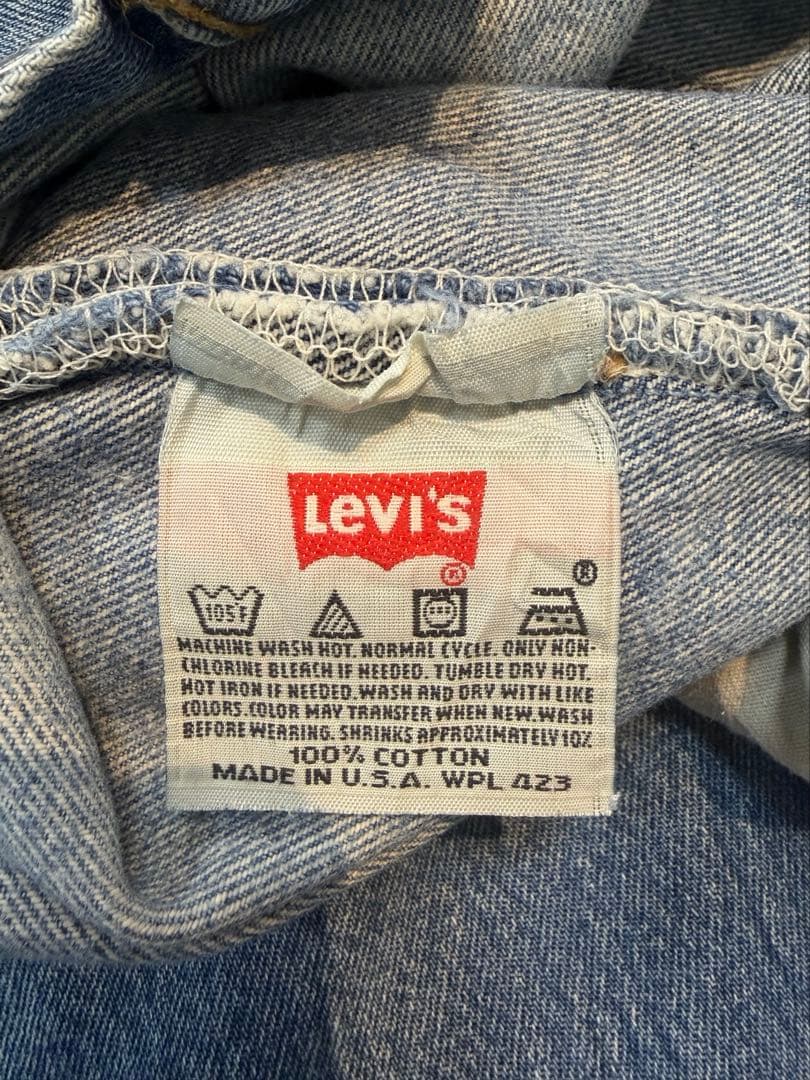 LEVI'S
®
®
105F
MACHINE WASH HOT. NORMAL CYCLE. ONLY NON-
CHLORINE BLEACH IF NEEDED. TUMBLE DRY HOT.
HOT IRON IF NEEDED. WASH AND DRY WITH LIKE
COLORS. COLOR MAY TRANSFER WHEN NEW. WASH
BEFORE WEARING. SHRINKS APPROXIMATELY 10%
100% COTTON
MADE IN U.S.A. WPL 423